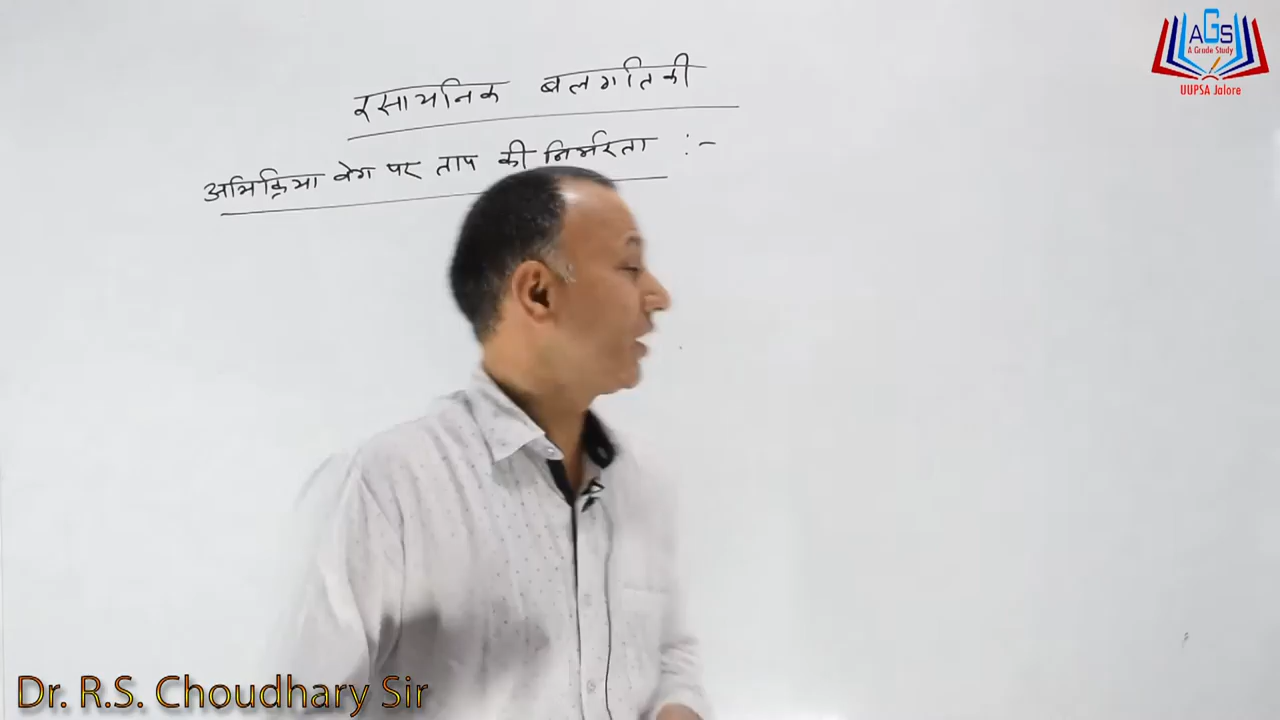 रसायनिक बलगतिकी
अभिक्रिया वेग पर ताप की निर्भरता :-
AGS
A Grade Study
UUPSA Jalore
Dr. R.S. Choudhary Sir